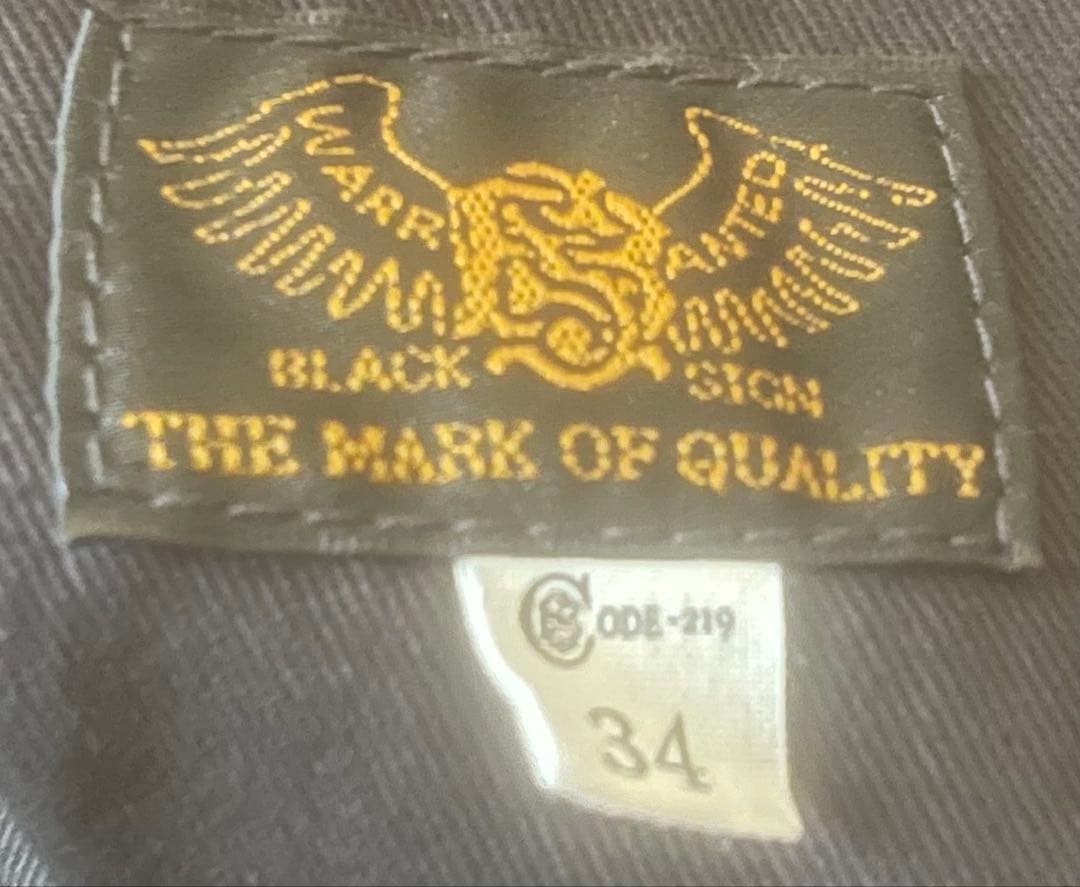 WARRANTED
BLACK SIGN
THE MARK OF QUALITY
CODE-219
34